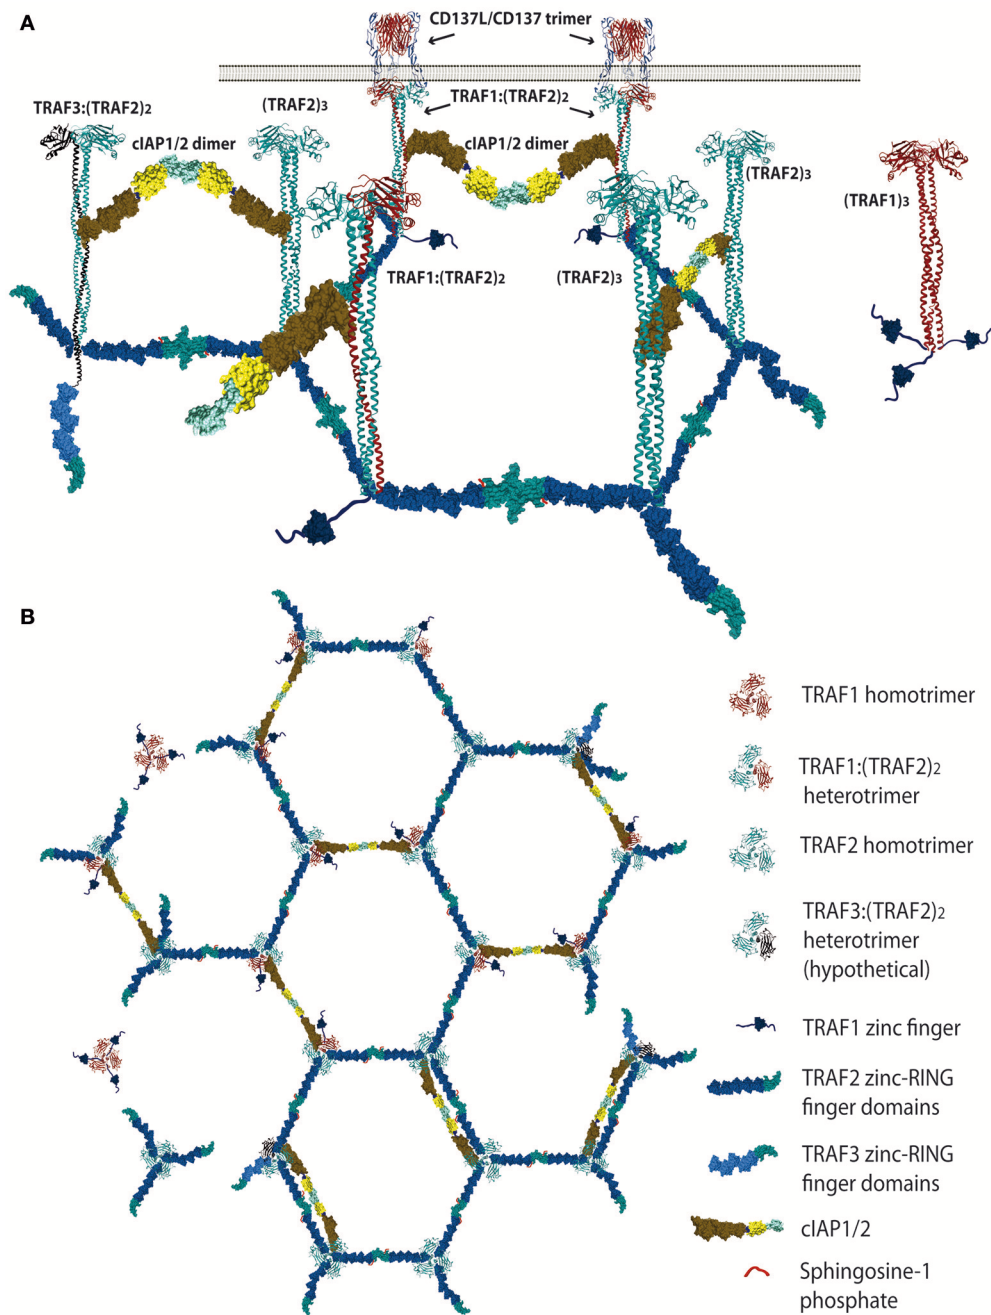 A
CD137L/CD137 trimer
TRAF3:(TRAF2)2
(TRAF2)3
TRAF1:(TRAF2)2
cIAP1/2 dimer
cIAP1/2 dimer
(TRAF2)3
(TRAF1)3
TRAF1:(TRAF2)2
(TRAF2)3
B
TRAF1 homotrimer
TRAF1:(TRAF2)2
heterotrimer
TRAF2 homotrimer
TRAF3:(TRAF2)2
heterotrimer
(hypothetical)
TRAF1 zinc finger
TRAF2 zinc-RING
finger domains
TRAF3 zinc-RING
finger domains
cIAP1/2
Sphingosine-1
phosphate